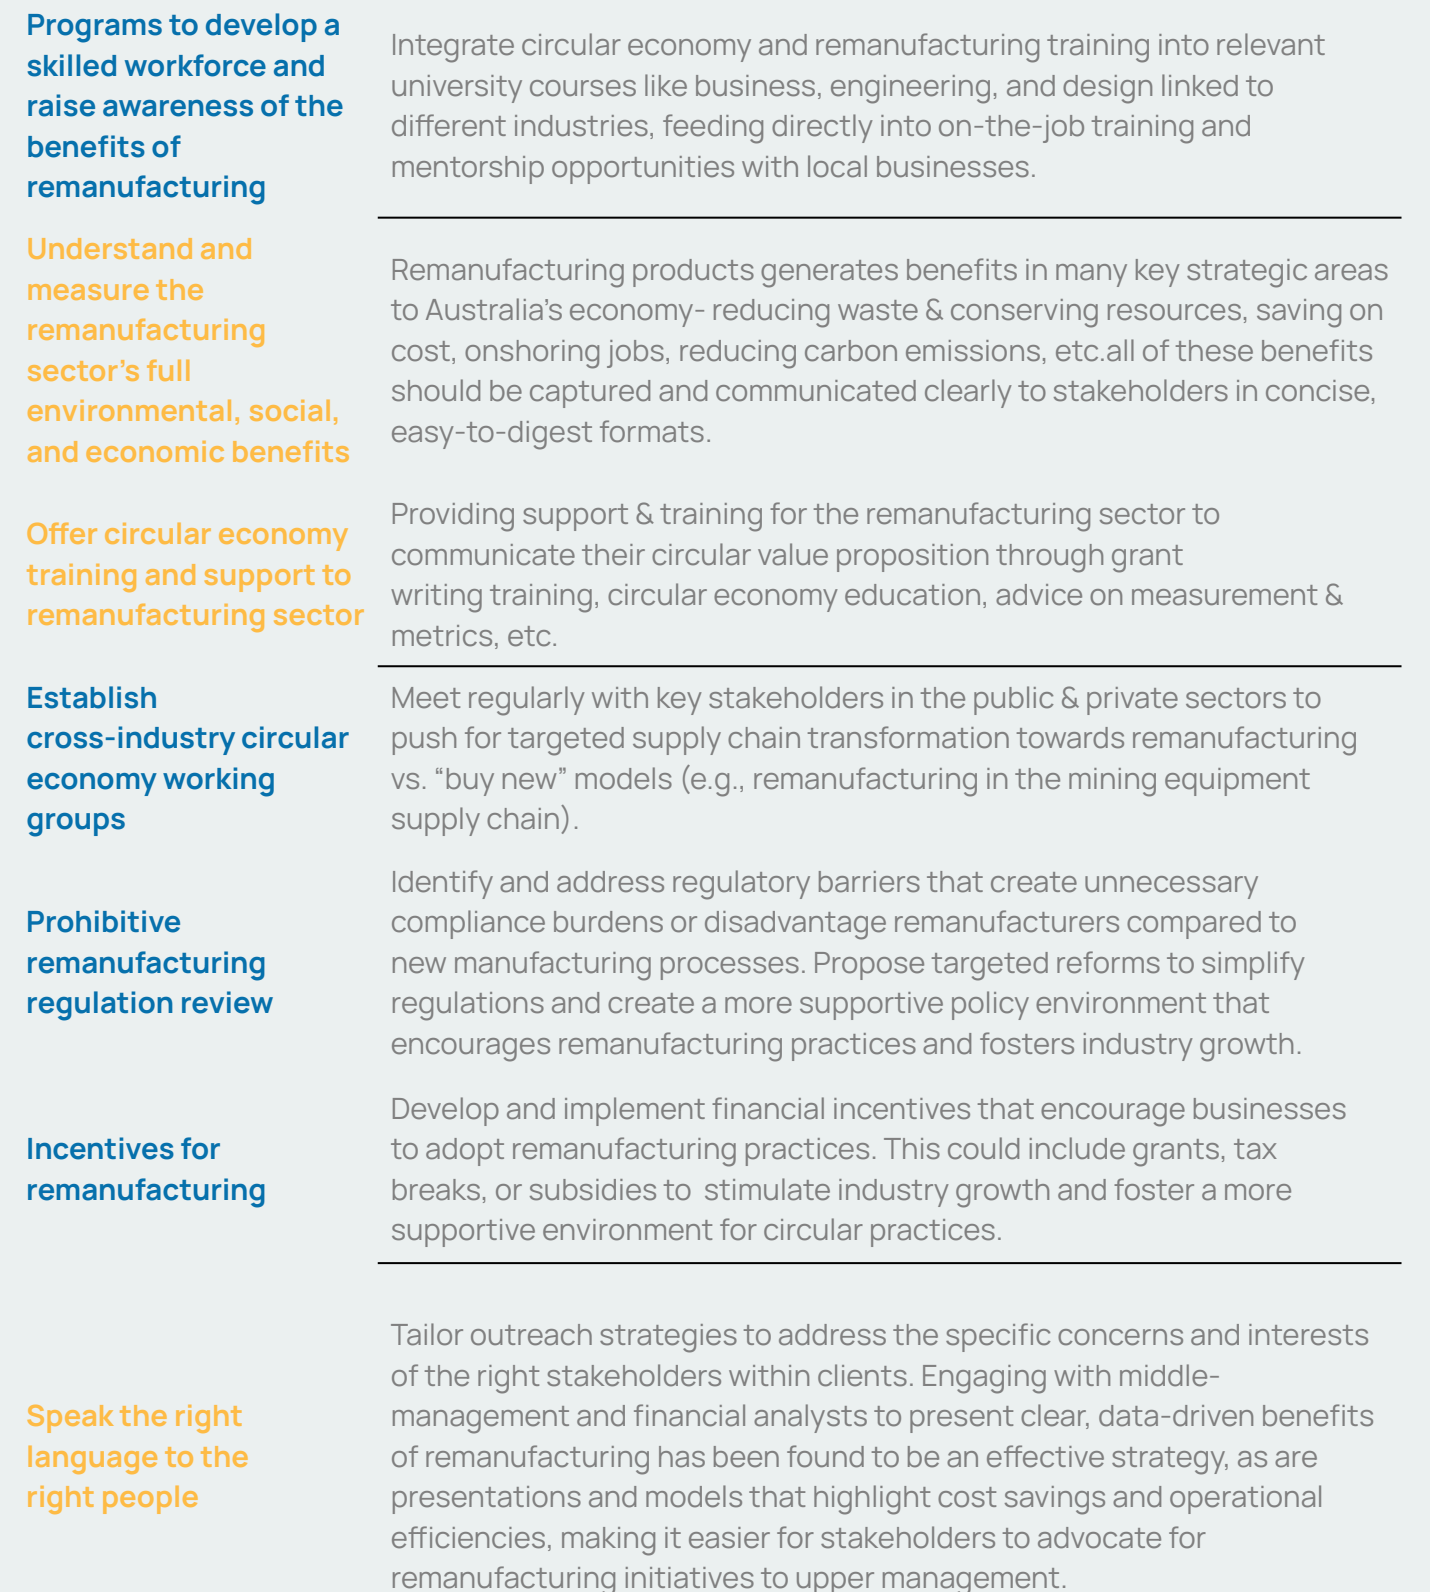 Programs to develop a
skilled workforce and
raise awareness of the
benefits of
remanufacturing
Integrate circular economy and remanufacturing training into relevant
university courses like business, engineering, and design linked to
different industries, feeding directly into on-the-job training and
mentorship opportunities with local businesses.
Understand and
measure the
remanufacturing
sector's full
environmental, social,
and economic benefits
Remanufacturing products generates benefits in many key strategic areas
to Australia's economy- reducing waste & conserving resources, saving on
cost, onshoring jobs, reducing carbon emissions, etc.all of these benefits
should be captured and communicated clearly to stakeholders in concise,
easy-to-digest formats.
Offer circular economy
training and support to
remanufacturing sector
Providing support & training for the remanufacturing sector to
communicate their circular value proposition through grant
writing training, circular economy education, advice on measurement &
metrics, etc.
Establish
cross-industry circular
economy working
groups
Meet regularly with key stakeholders in the public & private sectors to
push for targeted supply chain transformation towards remanufacturing
vs. “buy new” models (e.g., remanufacturing in the mining equipment
supply chain).
Prohibitive
remanufacturing
regulation review
Identify and address regulatory barriers that create unnecessary
compliance burdens or disadvantage remanufacturers compared to
new manufacturing processes. Propose targeted reforms to simplify
regulations and create a more supportive policy environment that
encourages remanufacturing practices and fosters industry growth.
Incentives for
remanufacturing
Develop and implement financial incentives that encourage businesses
to adopt remanufacturing practices. This could include grants, tax
breaks, or subsidies to  stimulate industry growth and foster a more
supportive environment for circular practices.
Speak the right
language to the
right people
Tailor outreach strategies to address the specific concerns and interests
of the right stakeholders within clients. Engaging with middle-
management and financial analysts to present clear, data-driven benefits
of remanufacturing has been found to be an effective strategy, as are
presentations and models that highlight cost savings and operational
efficiencies, making it easier for stakeholders to advocate for
remanufacturing initiatives to upper management.